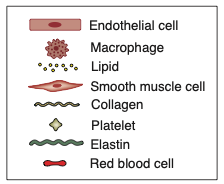 Endothelial cell
Macrophage
Lipid
Smooth muscle cell
Collagen
Platelet
Elastin
Red blood cell